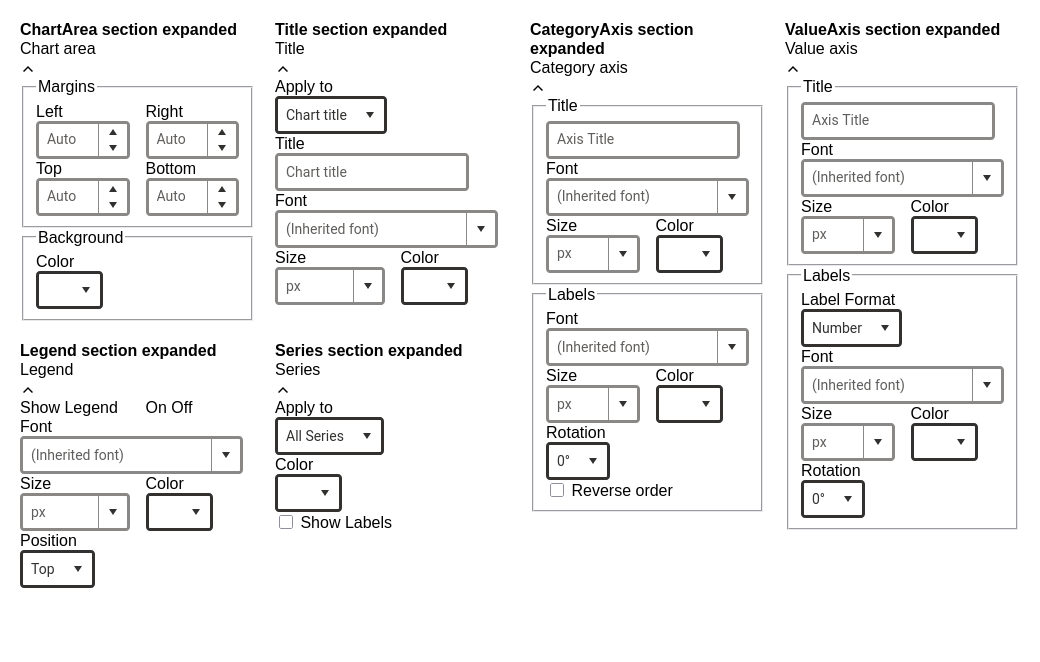 ChartArea section expanded
Chart area
Margins
Left Right
Auto Auto
Top Bottom
Auto Auto
Background
Color
Title section expanded
Title
Apply to
Chart title
Title
Chart title
Font
(Inherited font)
Size Color
px
CategoryAxis section
expanded
Category axis
Title
Axis Title
Font
(Inherited font)
Size Color
px
Labels
Font
(Inherited font)
Size Color
px
Rotation
0°
Reverse order
ValueAxis section expanded
Value axis
Title
Axis Title
Font
(Inherited font)
Size Color
px
Labels
Label Format
Number
Font
(Inherited font)
Size Color
px
Rotation
0°
Legend section expanded
Legend
Show Legend On Off
Font
(Inherited font)
Size Color
px
Position
Top
Series section expanded
Series
Apply to
All Series
Color
Show Labels